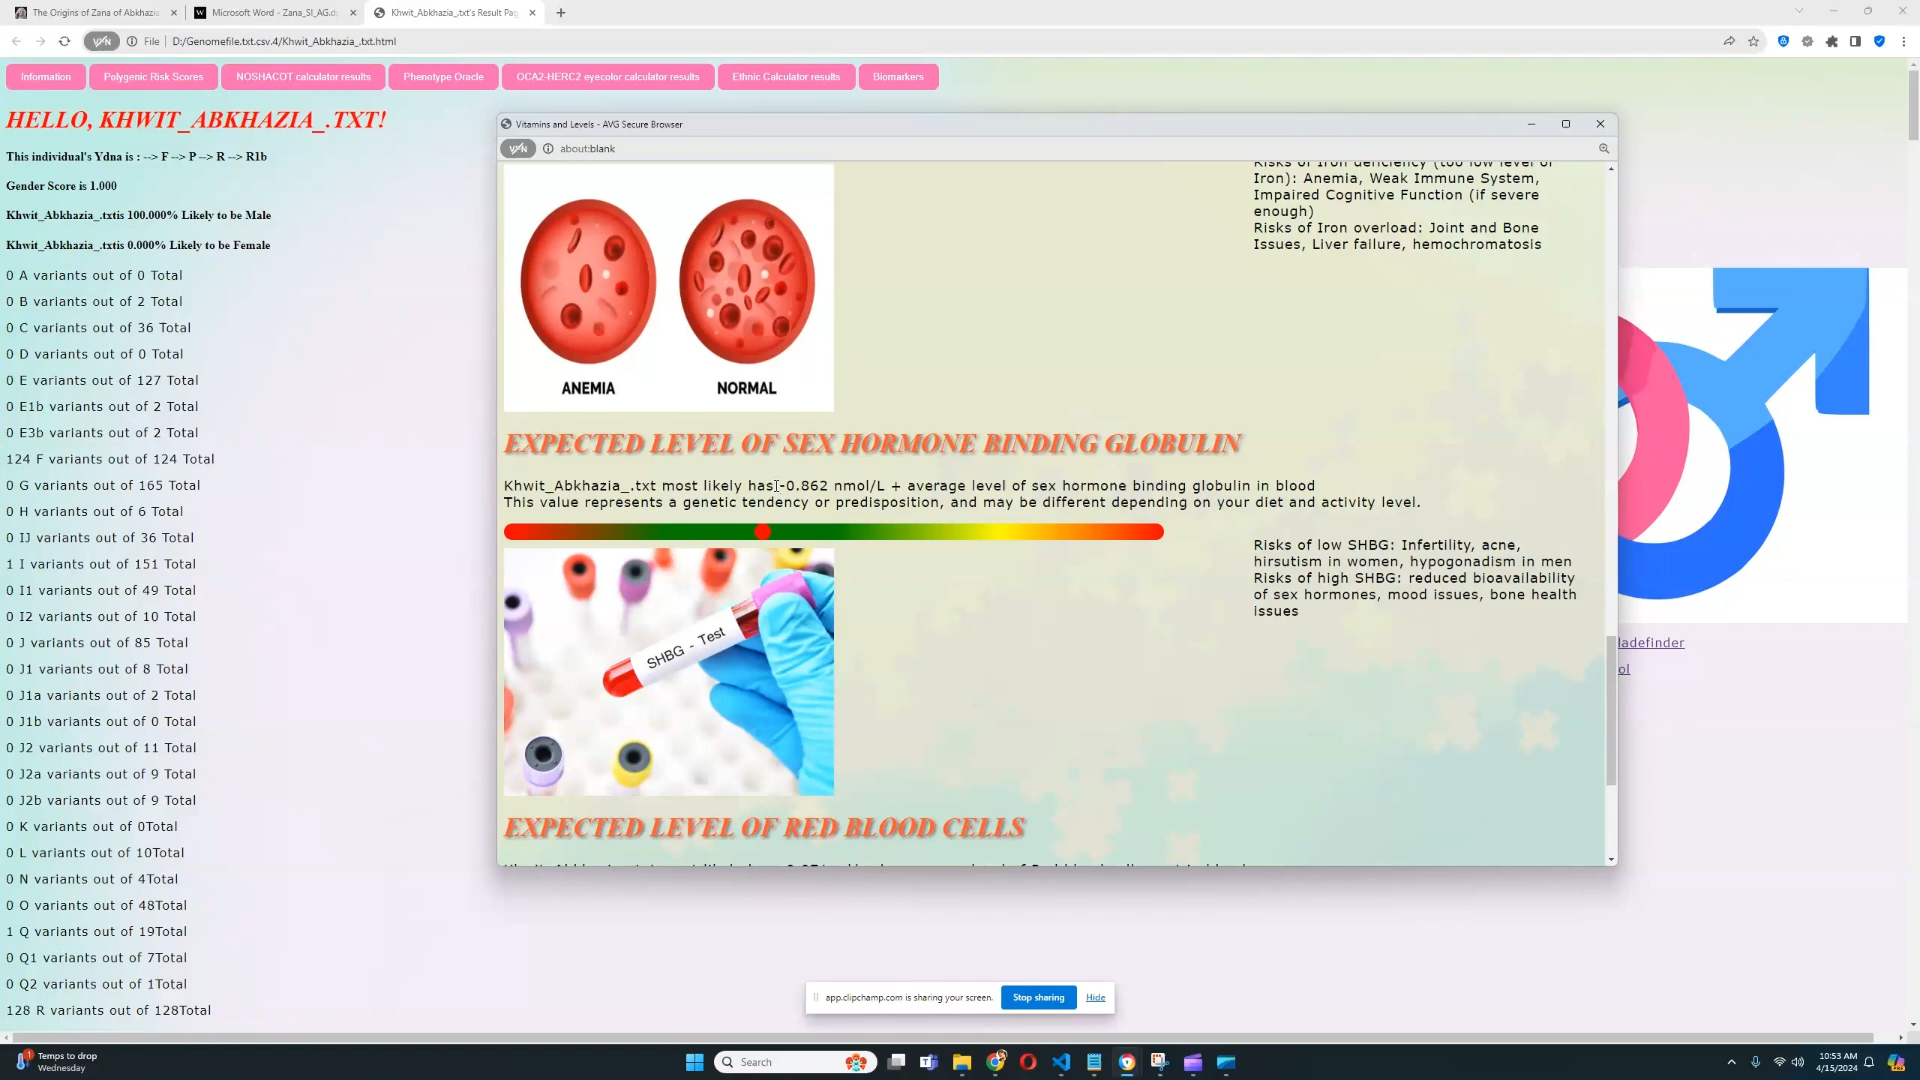 The Origins of Zana of Abkhazia
Microsoft Word - Zana_SI_AG.d
Khwit_Abkhazia_.txt's Result Pag
VPN
File
D:/Genomefile.txt.csv.4/Khwit_Abkhazia_.txt.html
Information
Polygenic Risk Scores
NOSHACOT calculator results
Phenotype Oracle
OCA2-HERC2 eyecolor calculator results
Ethnic Calculator results
Biomarkers
HELLO, KHWIT_ABKHAZIA_.TXT!
This individual's Ydna is : --> F --> P --> R --> R1b
Gender Score is 1.000
Khwit_Abkhazia_.txtis 100.000% Likely to be Male
Khwit_Abkhazia_.txtis 0.000% Likely to be Female
0 A variants out of 0 Total
0 B variants out of 2 Total
0 C variants out of 36 Total
0 D variants out of 0 Total
0 E variants out of 127 Total
0 E1b variants out of 2 Total
0 E3b variants out of 2 Total
124 F variants out of 124 Total
0 G variants out of 165 Total
0 H variants out of 6 Total
0 IJ variants out of 36 Total
1 I variants out of 151 Total
0 I1 variants out of 49 Total
0 I2 variants out of 10 Total
0 J variants out of 85 Total
0 J1 variants out of 8 Total
0 J1a variants out of 2 Total
0 J1b variants out of 0 Total
0 J2 variants out of 11 Total
0 J2a variants out of 9 Total
0 J2b variants out of 9 Total
0 K variants out of 0Total
0 L variants out of 10Total
0 N variants out of 4Total
0 O variants out of 48Total
1 Q variants out of 19Total
0 Q1 variants out of 7Total
0 Q2 variants out of 1Total
128 R variants out of 128Total
Vitamins and Levels - AVG Secure Browser
VPN
about:blank
Risks of Iron deficiency (too low level of
Iron): Anemia, Weak Immune System,
Impaired Cognitive Function (if severe
enough)
Risks of Iron overload: Joint and Bone
Issues, Liver failure, hemochromatosis
ANEMIA
NORMAL
EXPECTED LEVEL OF SEX HORMONE BINDING GLOBULIN
Khwit_Abkhazia_.txt most likely has -0.862 nmol/L + average level of sex hormone binding globulin in blood
This value represents a genetic tendency or predisposition, and may be different depending on your diet and activity level.
Risks of low SHBG: Infertility, acne,
hirsutism in women, hypogonadism in men
Risks of high SHBG: reduced bioavailability
of sex hormones, mood issues, bone health
issues
SHBG - Test
EXPECTED LEVEL OF RED BLOOD CELLS
ladefinder
ol
app.clipchamp.com is sharing your screen.
Stop sharing
Hide
1
Temps to drop
Wednesday
Search
10:53 AM
4/15/2024